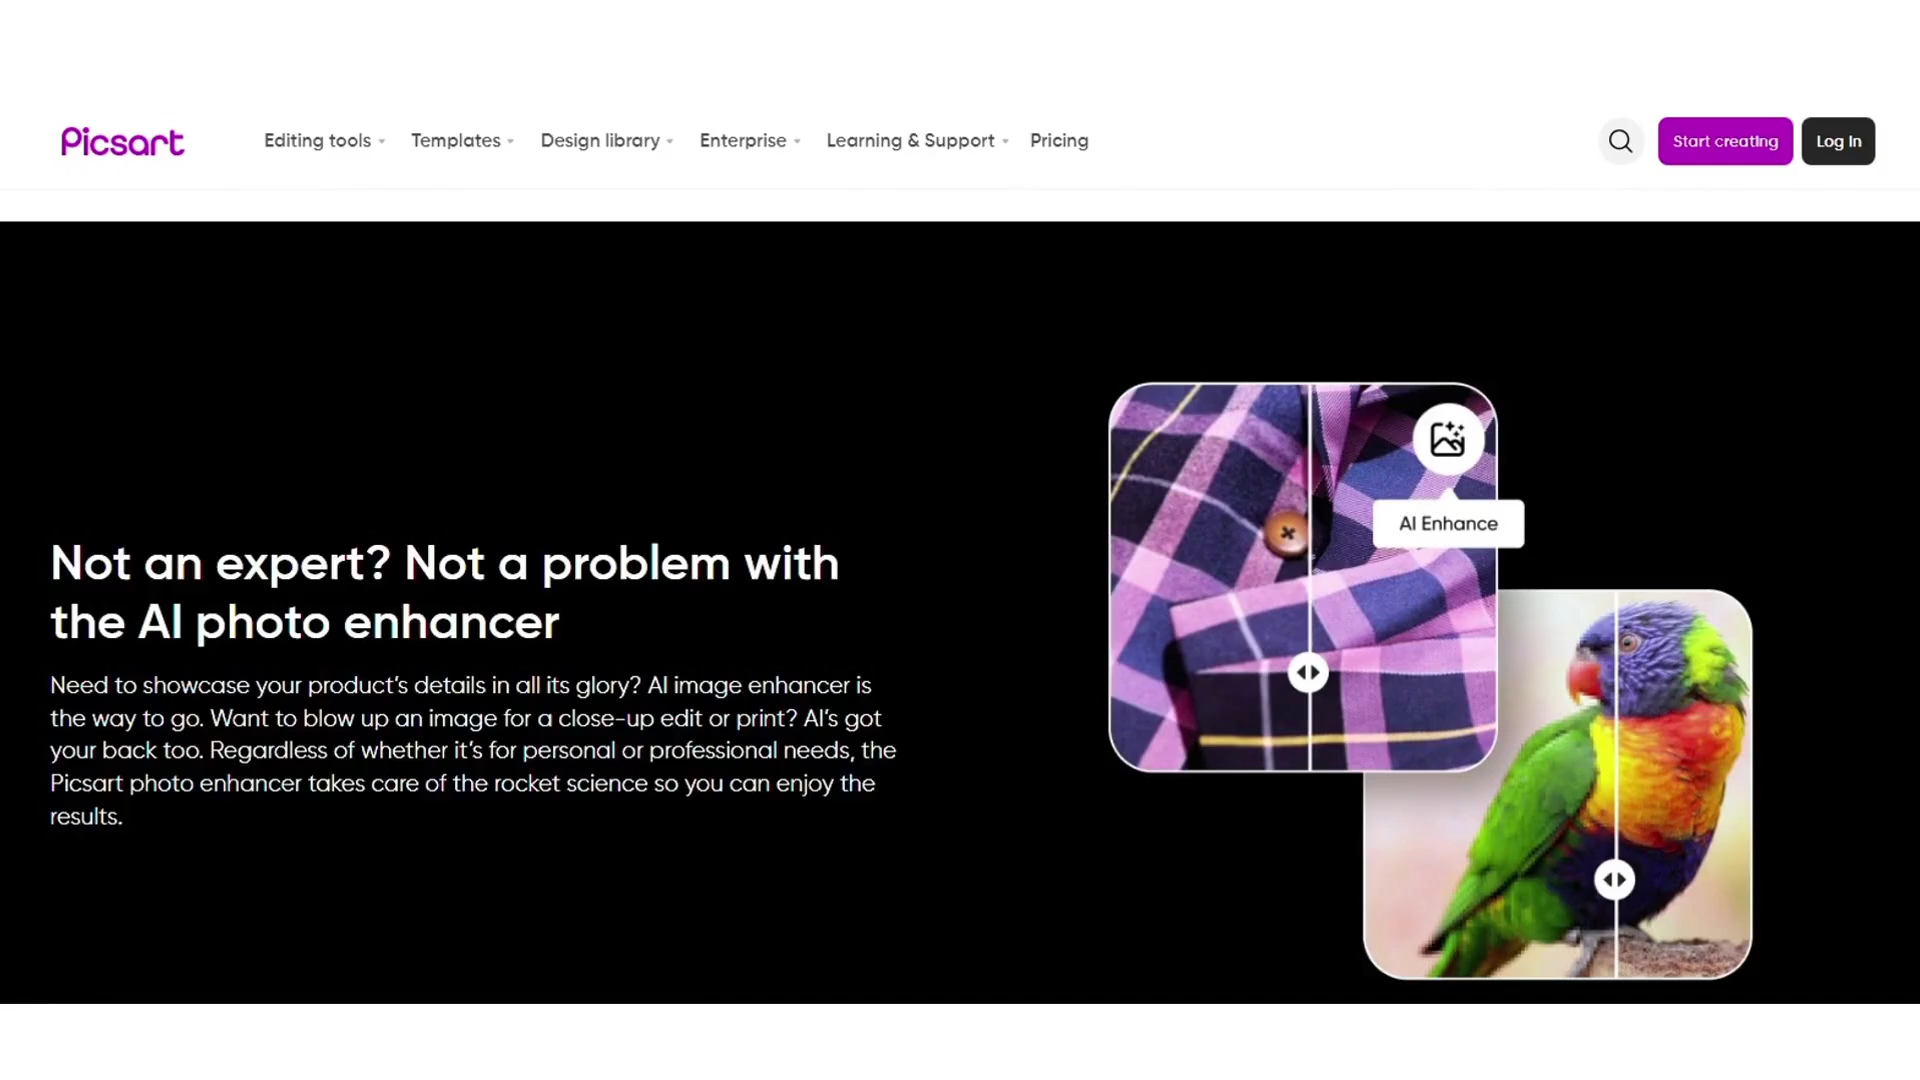 Picsart
Editing tools
Templates
Design library
Enterprise
Learning & Support
Pricing
Start creating
Log In
AI Enhance
Not an expert? Not a problem with
the AI photo enhancer
Need to showcase your product's details in all its glory? AI image enhancer is
the way to go. Want to blow up an image for a close-up edit or print? AI's got
your back too. Regardless of whether it's for personal or professional needs, the
Picsart photo enhancer takes care of the rocket science so you can enjoy the
results.